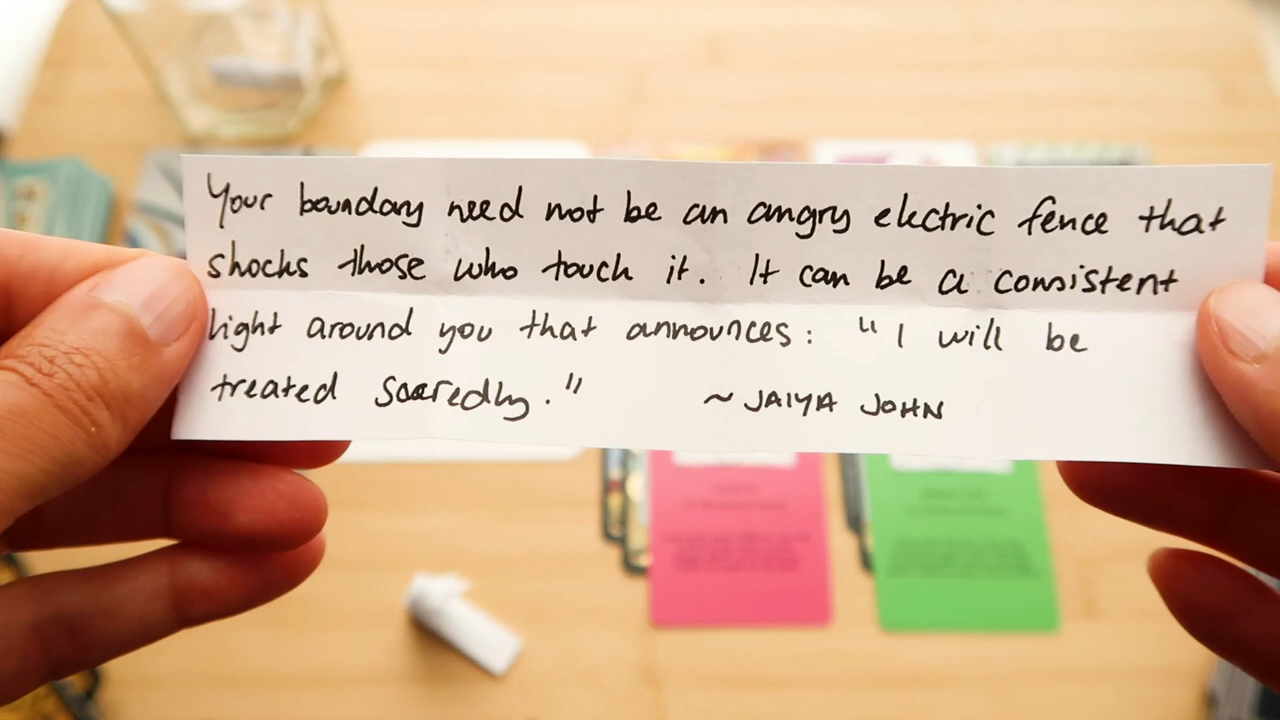 Your boundary need not be an angry electric fence that
shocks those who touch it. It can be a consistent
light around you that announces: "I will be
treated sacredly." ~ JAIYA JOHN